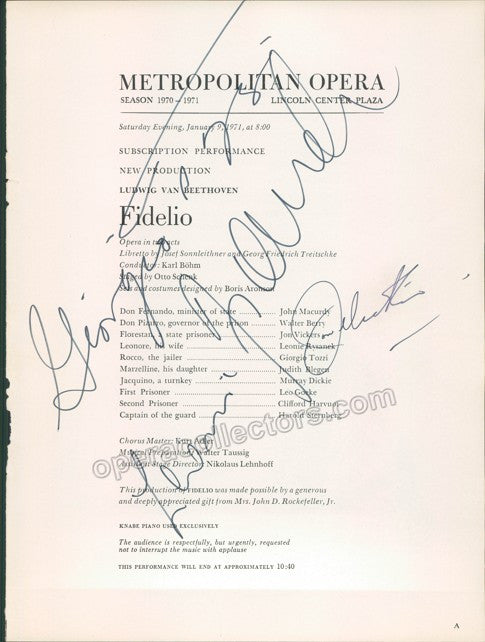 METROPOLITAN OPERA
SEASON 1970-1971 LINCOLN CENTER PLAZA
Saturday Evening, January 9, 1971, at 8:00
SUBSCRIPTION PERFORMANCE
NEW PRODUCTION
LUDWIG VAN BEETHOVEN
Fidelio
Opera in two acts
Libretto by Josef Sonnleithner and Georg Friedrich Treitschke
Conductor: Karl Böhm
Staged by Otto Schenk
Sets and costumes designed by Boris Aronson
Don Fernando, minister of state .......... John Macurdy
Don Pizarro, governor of the prison .......... Walter Berry
Florestan, a state prisoner .......... Jon Vickers
Leonore, his wife .......... Leonie Rysanek
Rocco, the jailer .......... Giorgio Tozzi
Marzelline, his daughter .......... Judith Blegen
Jacquino, a turnkey .......... Murray Dickie
First Prisoner .......... Leo Goeke
Second Prisoner .......... Clifford Harvuot
Captain of the guard .......... Harold Sternberg
Chorus Master: Kurt Adler
Musical Preparation: Walter Taussig
Assistant Stage Director: Nikolaus Lehnhoff
operacollectors.com
This production of FIDELIO was made possible by a generous
and deeply appreciated gift from Mrs. John D. Rockefeller, Jr.
KNABE PIANO USED EXCLUSIVELY
The audience is respectfully, but urgently, requested
not to interrupt the music with applause
THIS PERFORMANCE WILL END AT APPROXIMATELY 10:40
A
Giorgio